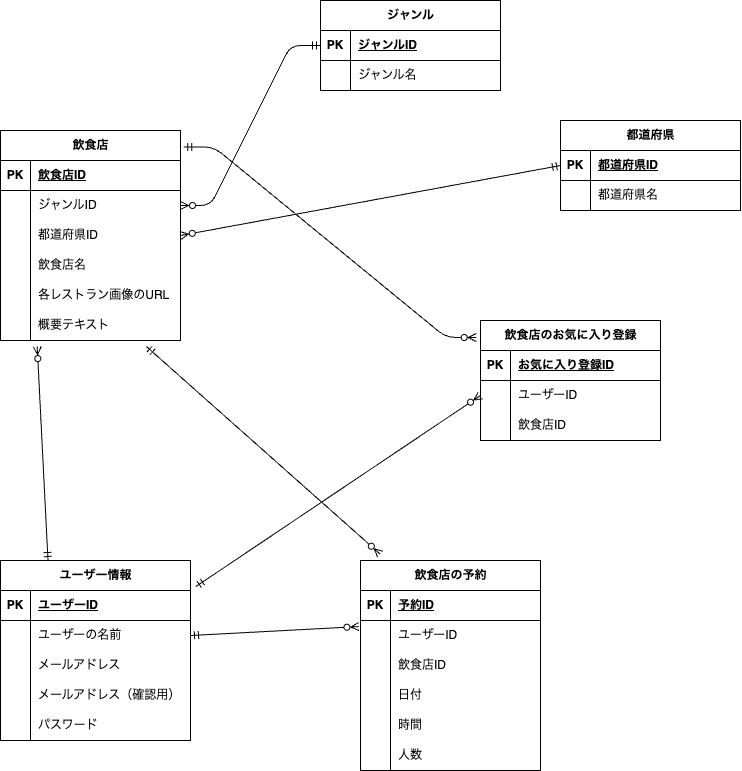 ジャンル
PK ジャンルID
ジャンル名
飲食店
PK 飲食店ID
ジャンルID
都道府県ID
飲食店名
各レストラン画像のURL
概要テキスト
都道府県
PK 都道府県ID
都道府県名
飲食店のお気に入り登録
PK お気に入り登録ID
ユーザーID
飲食店ID
ユーザー情報
PK ユーザーID
ユーザーの名前
メールアドレス
メールアドレス（確認用）
パスワード
飲食店の予約
PK 予約ID
ユーザーID
飲食店ID
日付
時間
人数